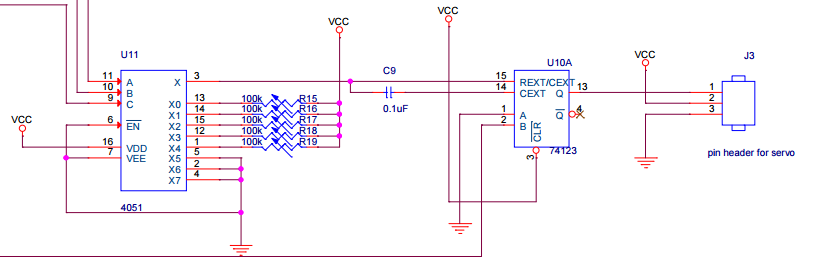 VCC
VCC
VCC
U11
C9
U10A
J3
11
A
X
3
15
REXT/CEXT
10
B
14
CEXT
Q
13
1
9
C
X0
13
100k
R15
0.1uF
2
X1
14
100k
R16
1
A
Q
4
3
VCC
6
EN
X2
15
100k
R17
2
B
CLR
X3
12
100k
R18
16
VDD
X4
1
100k
R19
7
VEE
X5
5
3
74123
X6
2
X7
4
pin header for servo
4051